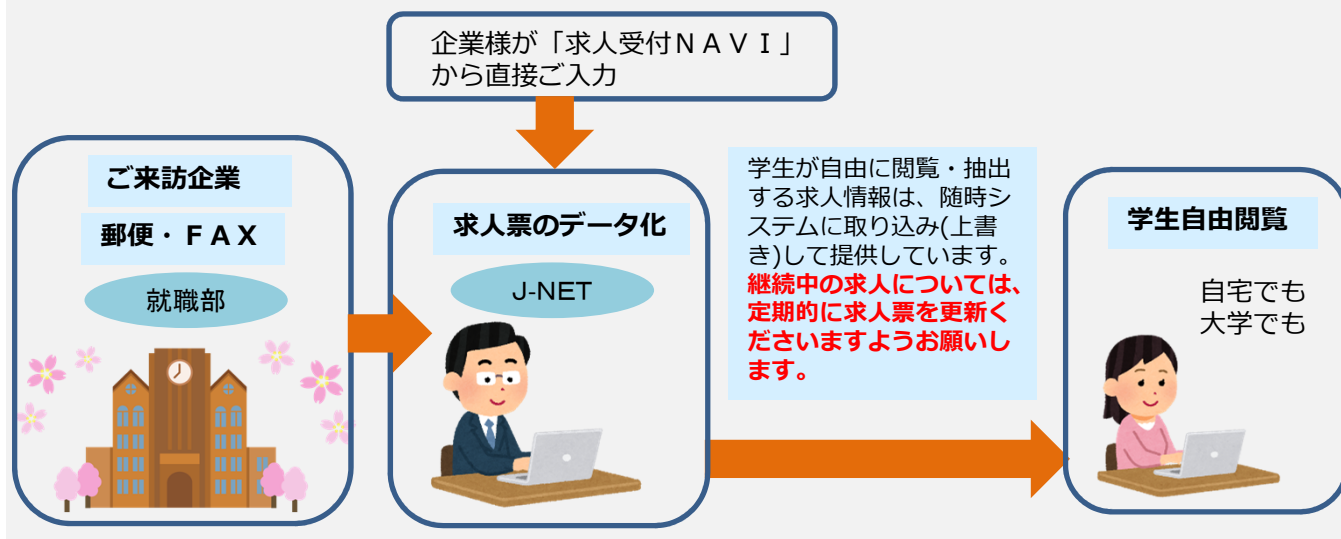 企業様が「求人受付ＮＡＶＩ」
から直接ご入力
ご来訪企業
郵便・ＦＡＸ
就職部
求人票のデータ化
J-NET
学生が自由に閲覧・抽出
する求人情報は、随時シ
ステムに取り込み(上書
き)して提供しています。
継続中の求人については、
定期的に求人票を更新く
ださいますようお願いし
ます。
学生自由閲覧
自宅でも
大学でも